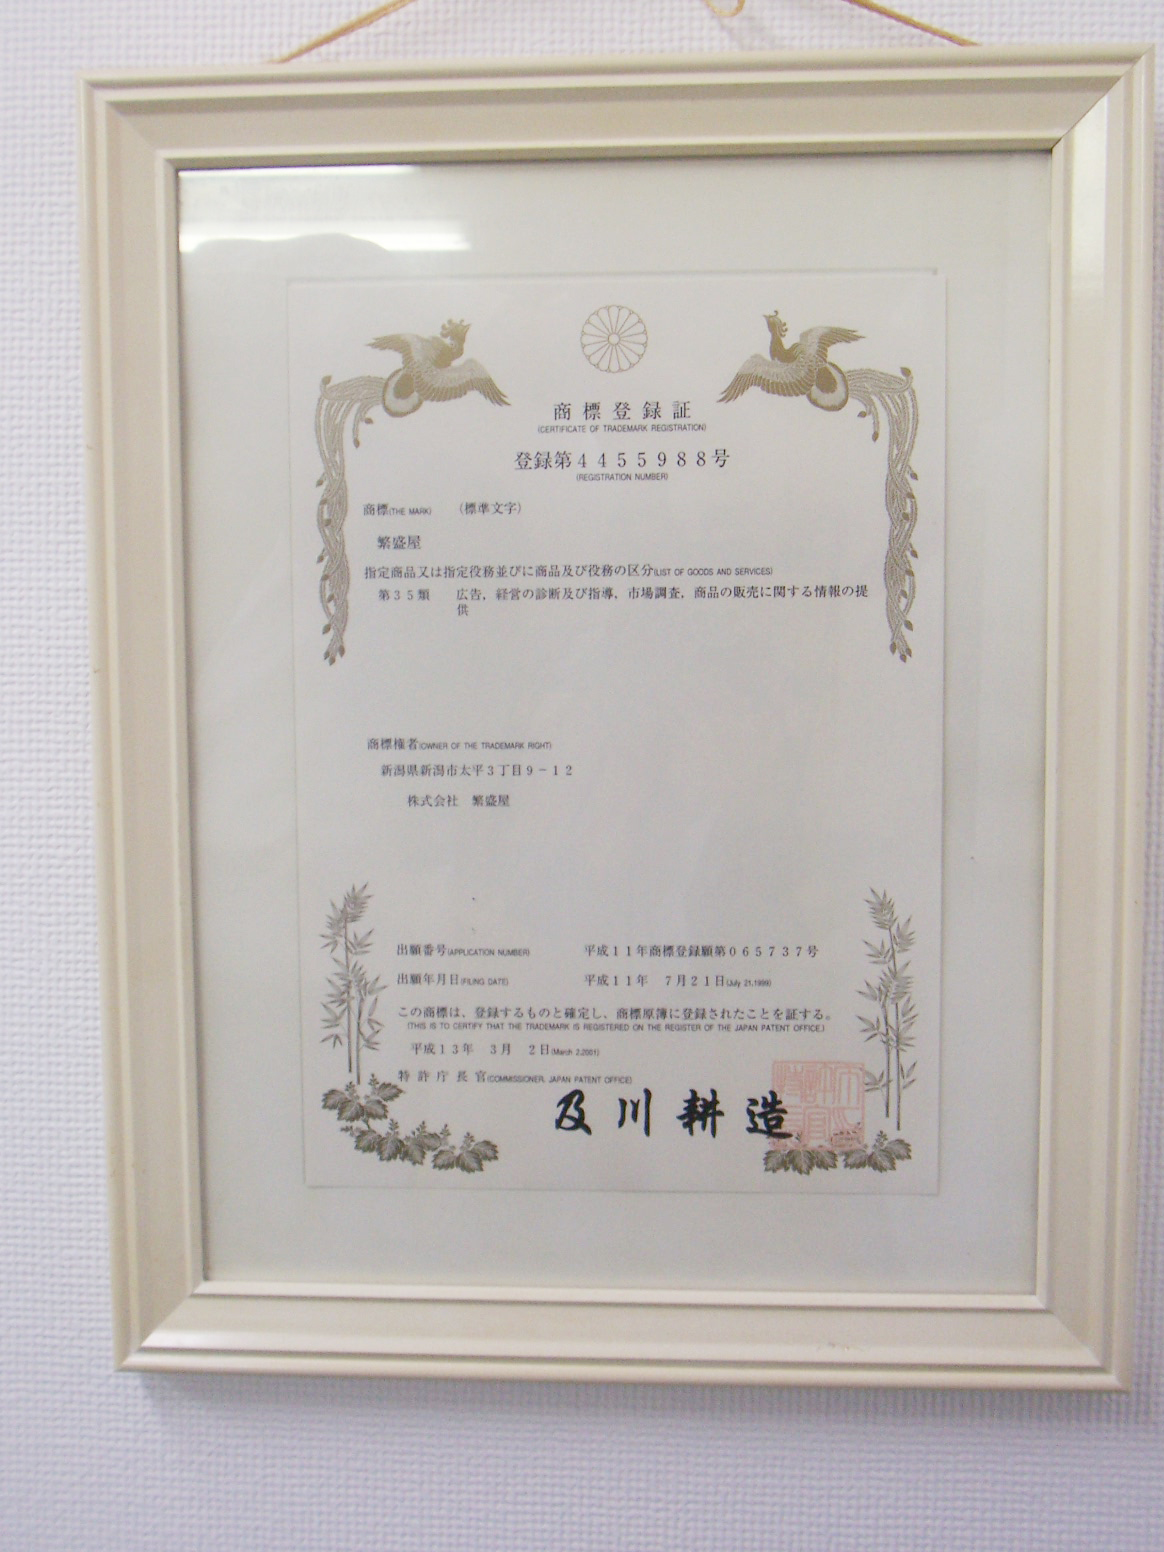 商標登録証
(CERTIFICATE OF TRADEMARK REGISTRATION)
登録第4455988号
(REGISTRATION NUMBER)
商標(THE MARK) (標準文字)
繁盛屋
指定商品又は指定役務並びに商品及び役務の区分(LIST OF GOODS AND SERVICES)
第35類 広告，経営の診断及び指導，市場調査，商品の販売に関する情報の提
供
商標権者(OWNER OF THE TRADEMARK RIGHT)
新潟県新潟市太平3丁目9－12
株式会社 繁盛屋
出願番号(APPLICATION NUMBER) 平成11年商標登録願第065737号
出願年月日(FILING DATE) 平成11年 7月21日(July 21,1999)
この商標は、登録するものと確定し、商標原簿に登録されたことを証する。
(THIS IS TO CERTIFY THAT THE TRADEMARK IS REGISTERED ON THE REGISTER OF THE JAPAN PATENT OFFICE.)
平成13年 3月 2日(March 2,2001)
特許庁長官(COMMISSIONER, JAPAN PATENT OFFICE)
及川耕造